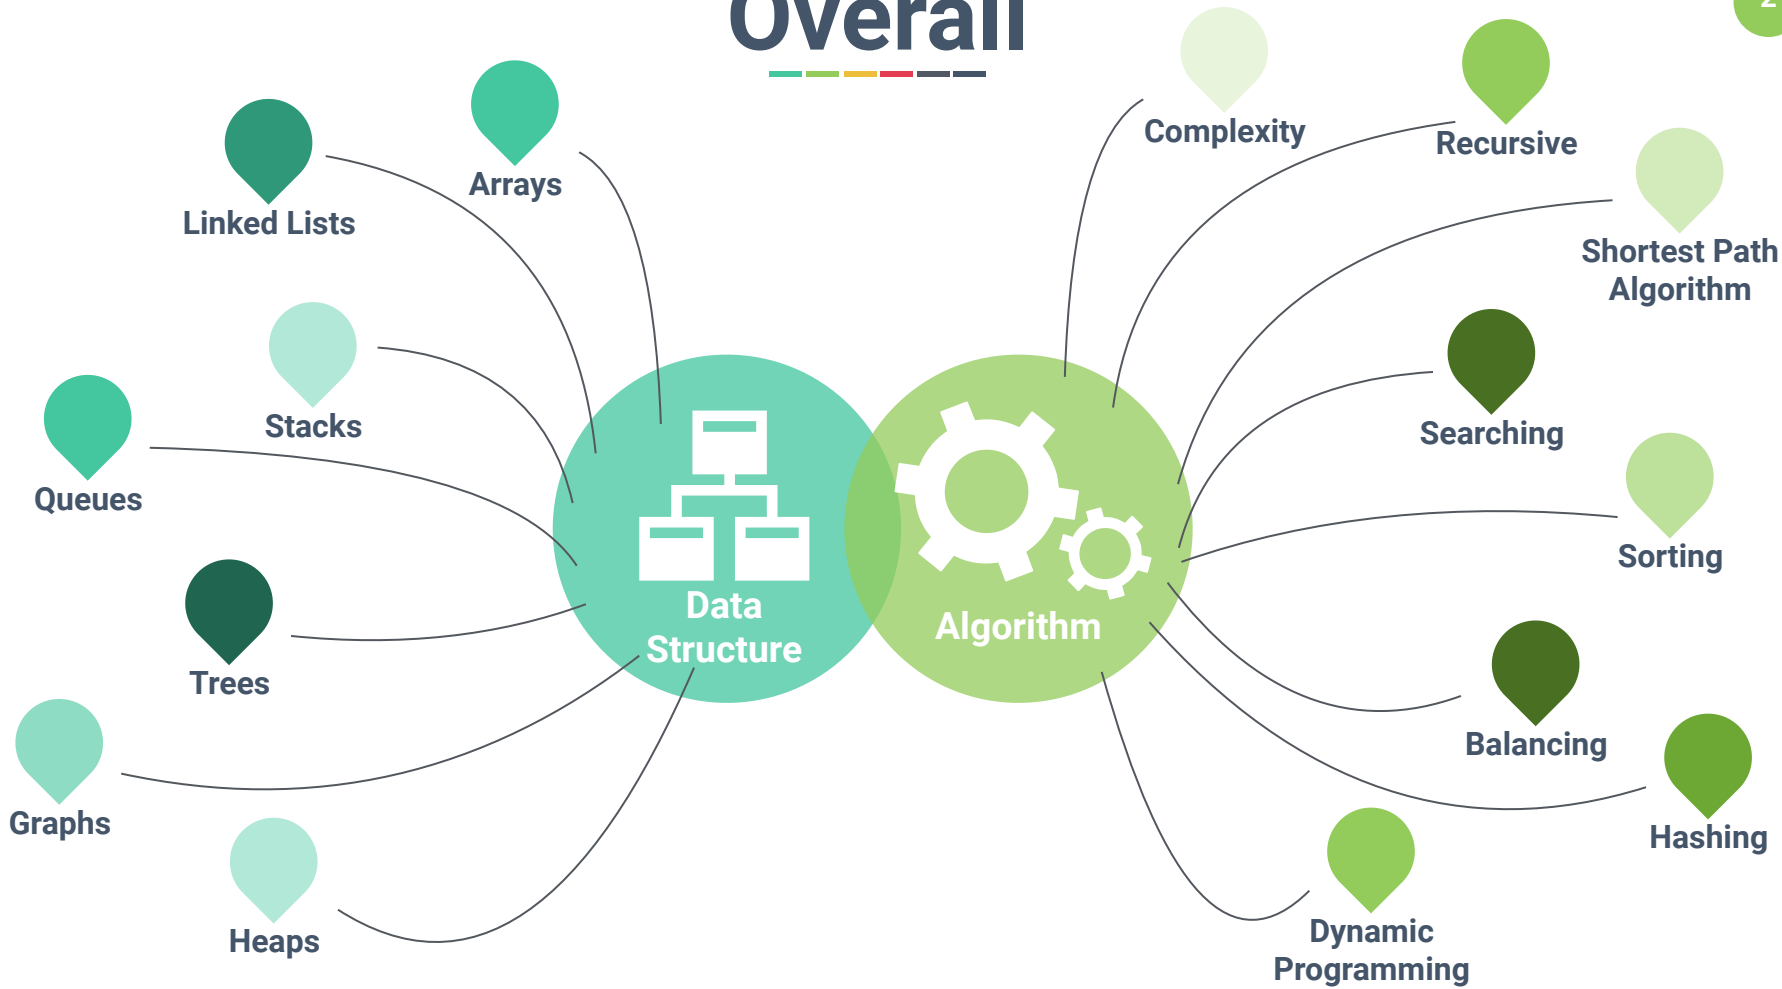 Overall
2
Complexity
Recursive
Arrays
Linked Lists
Shortest Path
Algorithm
Stacks
Searching
Queues
Sorting
Data
Structure
Algorithm
Trees
Balancing
Graphs
Hashing
Heaps
Dynamic
Programming